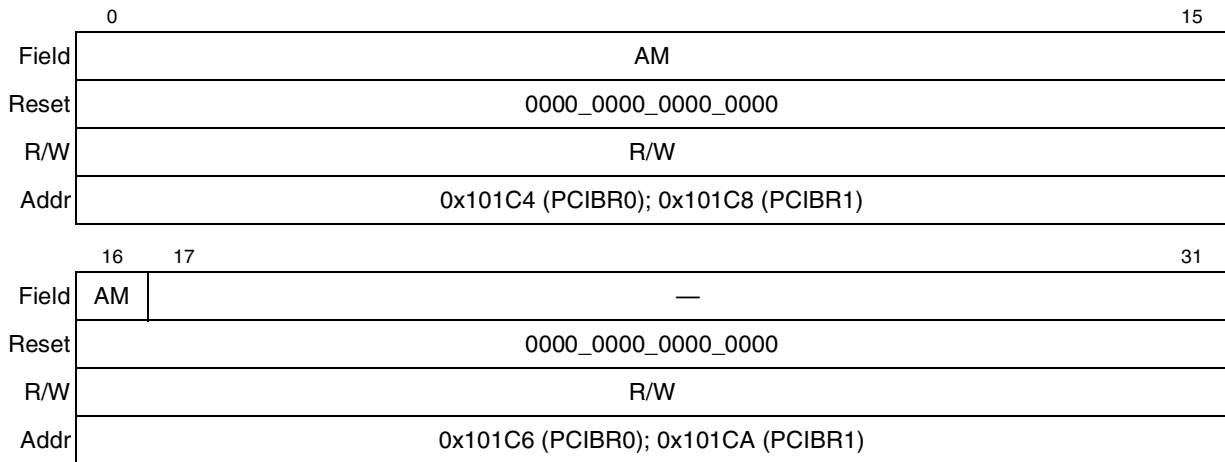 0 15
Field AM
Reset 0000_0000_0000_0000
R/W R/W
Addr 0x101C4 (PCIBR0); 0x101C8 (PCIBR1)
16 17 31
Field AM —
Reset 0000_0000_0000_0000
R/W R/W
Addr 0x101C6 (PCIBR0); 0x101CA (PCIBR1)